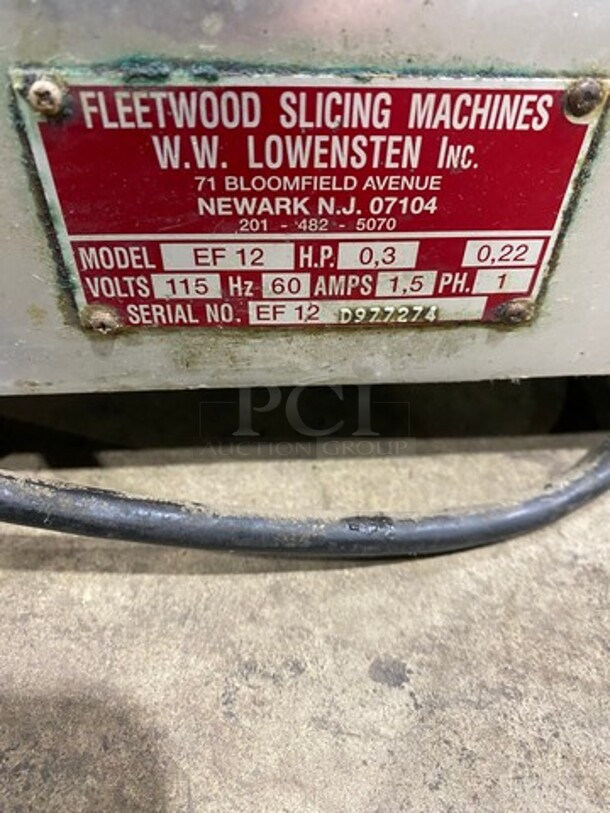 FLEETWOOD SLICING MACHINES
W.W. LOWENSTEN INC.
71 BLOOMFIELD AVENUE
NEWARK N.J. 07104
201 - 482 - 5070
MODEL EF 12 H.P. 0,3 0,22
VOLTS 115 Hz 60 AMPS 1,5 PH. 1
SERIAL NO. EF 12 D977274
PCI
AUCTION GROUP